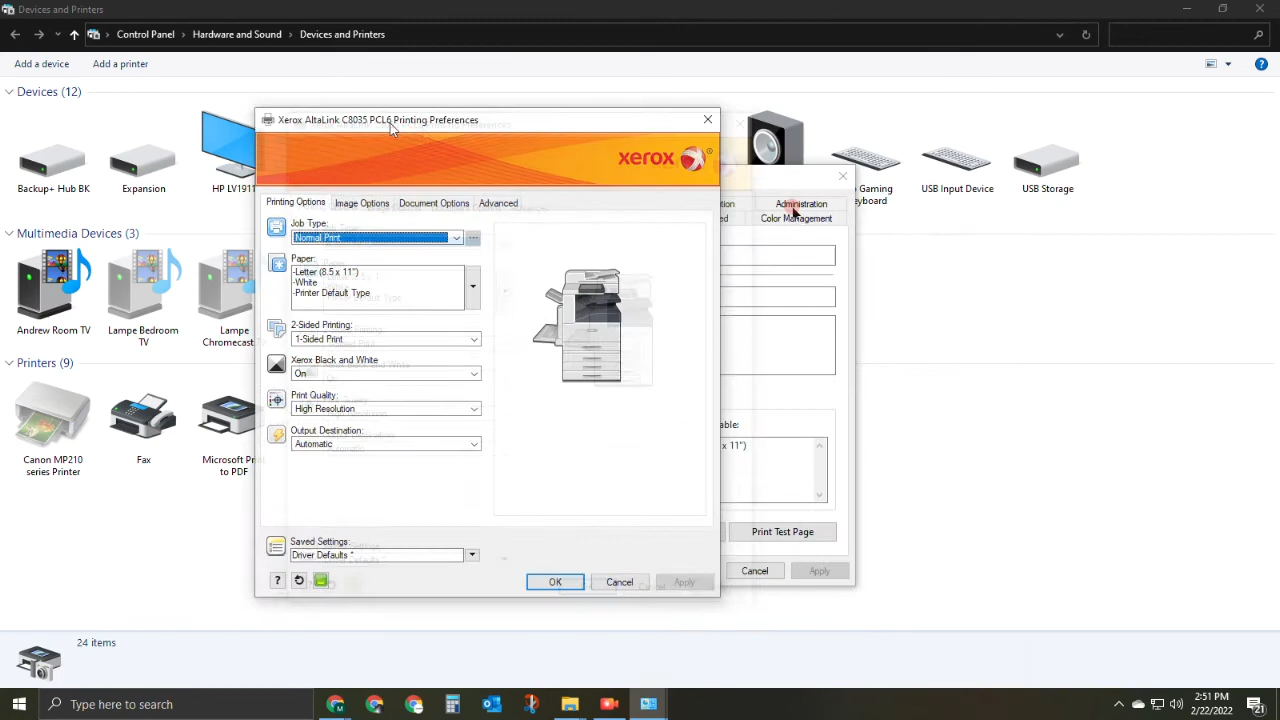 Devices and Printers
Control Panel > Hardware and Sound > Devices and Printers
Add a device Add a printer
Devices (12)
Backup+ Hub BK
Expansion
HP LV1911
Gaming
Keyboard
USB Input Device
USB Storage
Multimedia Devices (3)
Andrew Room TV
Lampe Bedroom
TV
Lampe
Chromecast
Printers (9)
Canon MP210
series Printer
Fax
Microsoft Pri
to PDF
Xerox AltaLink C8035 PCL6 Printing Preferences
xerox
Printing Options Image Options Document Options Advanced
Job Type:
Normal Print
Paper:
-Letter (8.5 x 11")
-White
-Printer Default Type
2-Sided Printing:
1-Sided Print
Xerox Black and White
On
Print Quality:
High Resolution
Output Destination:
Automatic
Saved Settings:
Driver Defaults *
? OK Cancel Apply
tion Administration
ed Color Management
ble:
x 11")
Print Test Page
Cancel Apply
24 items
Type here to search
2:51 PM
2/22/2022
21